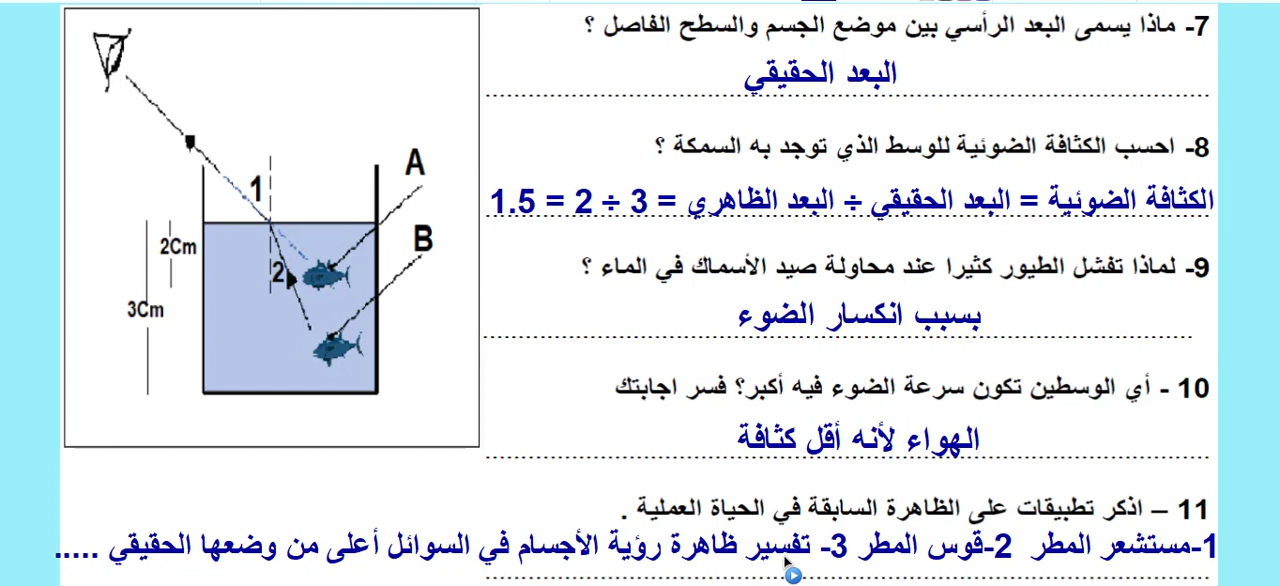 7- ماذا يسمى البعد الرأسي بين موضع الجسم والسطح الفاصل ؟
البعد الحقيقي
8- احسب الكثافة الضوئية للوسط الذي توجد به السمكة ؟
الكثافة الضوئية = البعد الحقيقي ÷ البعد الظاهري = 3 ÷ 2 = 1.5
9- لماذا تفشل الطيور كثيرا عند محاولة صيد الأسماك في الماء ؟
بسبب انكسار الضوء
10 - أي الوسطين تكون سرعة الضوء فيه أكبر؟ فسر اجابتك
الهواء لأنه أقل كثافة
11 – اذكر تطبيقات على الظاهرة السابقة في الحياة العملية .
1-مستشعر المطر 2-قوس المطر 3- تفسير ظاهرة رؤية الأجسام في السوائل أعلى من وضعها الحقيقي .....
1
A
B
2Cm
2
3Cm